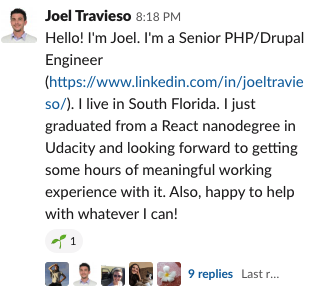 Joel Travieso 8:18 PM
Hello! I'm Joel. I'm a Senior PHP/Drupal
Engineer
(https://www.linkedin.com/in/joeltravie
so/). I live in South Florida. I just
graduated from a React nanodegree in
Udacity and looking forward to getting
some hours of meaningful working
experience with it. Also, happy to help
with whatever I can!
1
9 replies Last r...